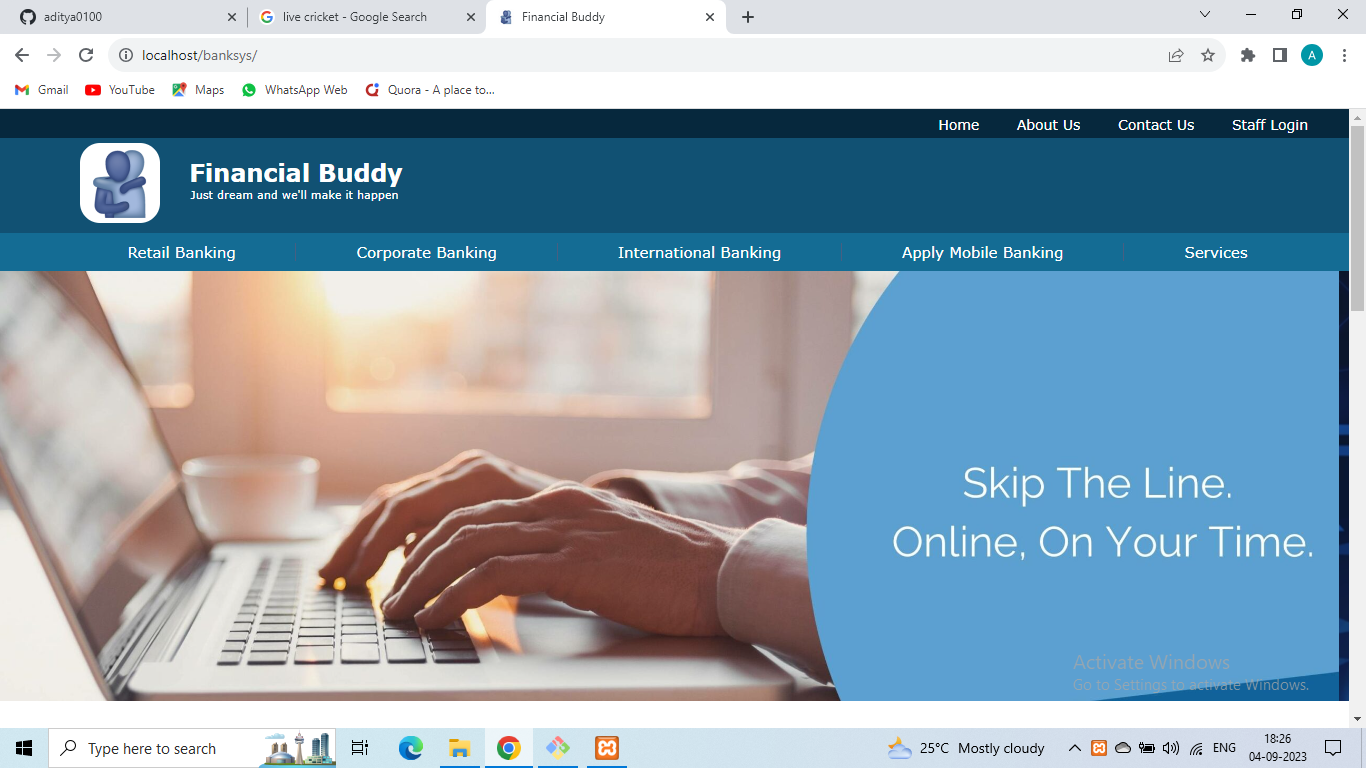 aditya0100
live cricket - Google Search
Financial Buddy
localhost/banksys/
A
Gmail
YouTube
Maps
WhatsApp Web
Quora - A place to...
Home
About Us
Contact Us
Staff Login
Financial Buddy
Just dream and we'll make it happen
Retail Banking
Corporate Banking
International Banking
Apply Mobile Banking
Services
Skip The Line.
Online, On Your Time.
Activate Windows
Go to Settings to activate Windows.
Type here to search
25°C Mostly cloudy
ENG
18:26
04-09-2023